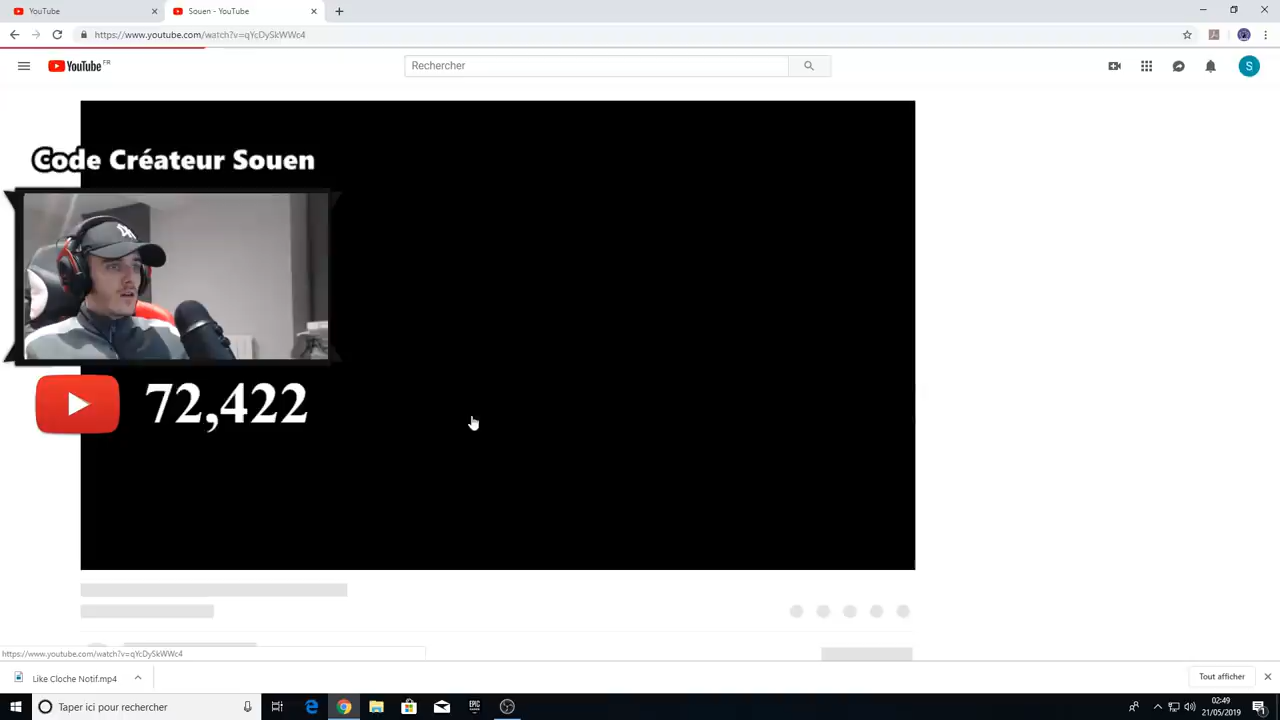 YouTube
Souen - YouTube
https://www.youtube.com/watch?v=qYcDySkWWc4
YouTube FR
Rechercher
S
Code Créateur Souen
72,422
https://www.youtube.com/watch?v=qYcDySkWWc4
Like Cloche Notif.mp4
Tout afficher
Taper ici pour rechercher
EPIC
02:49
21/05/2019
1